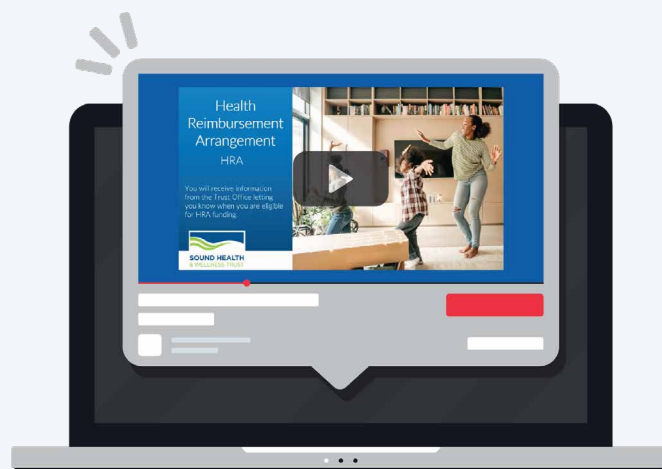 Health
Reimbursement
Arrangement
HRA
You will receive information
from the Trust Office letting
you know when you are eligible
for HRA funding.
SOUND HEALTH
& WELLNESS TRUST